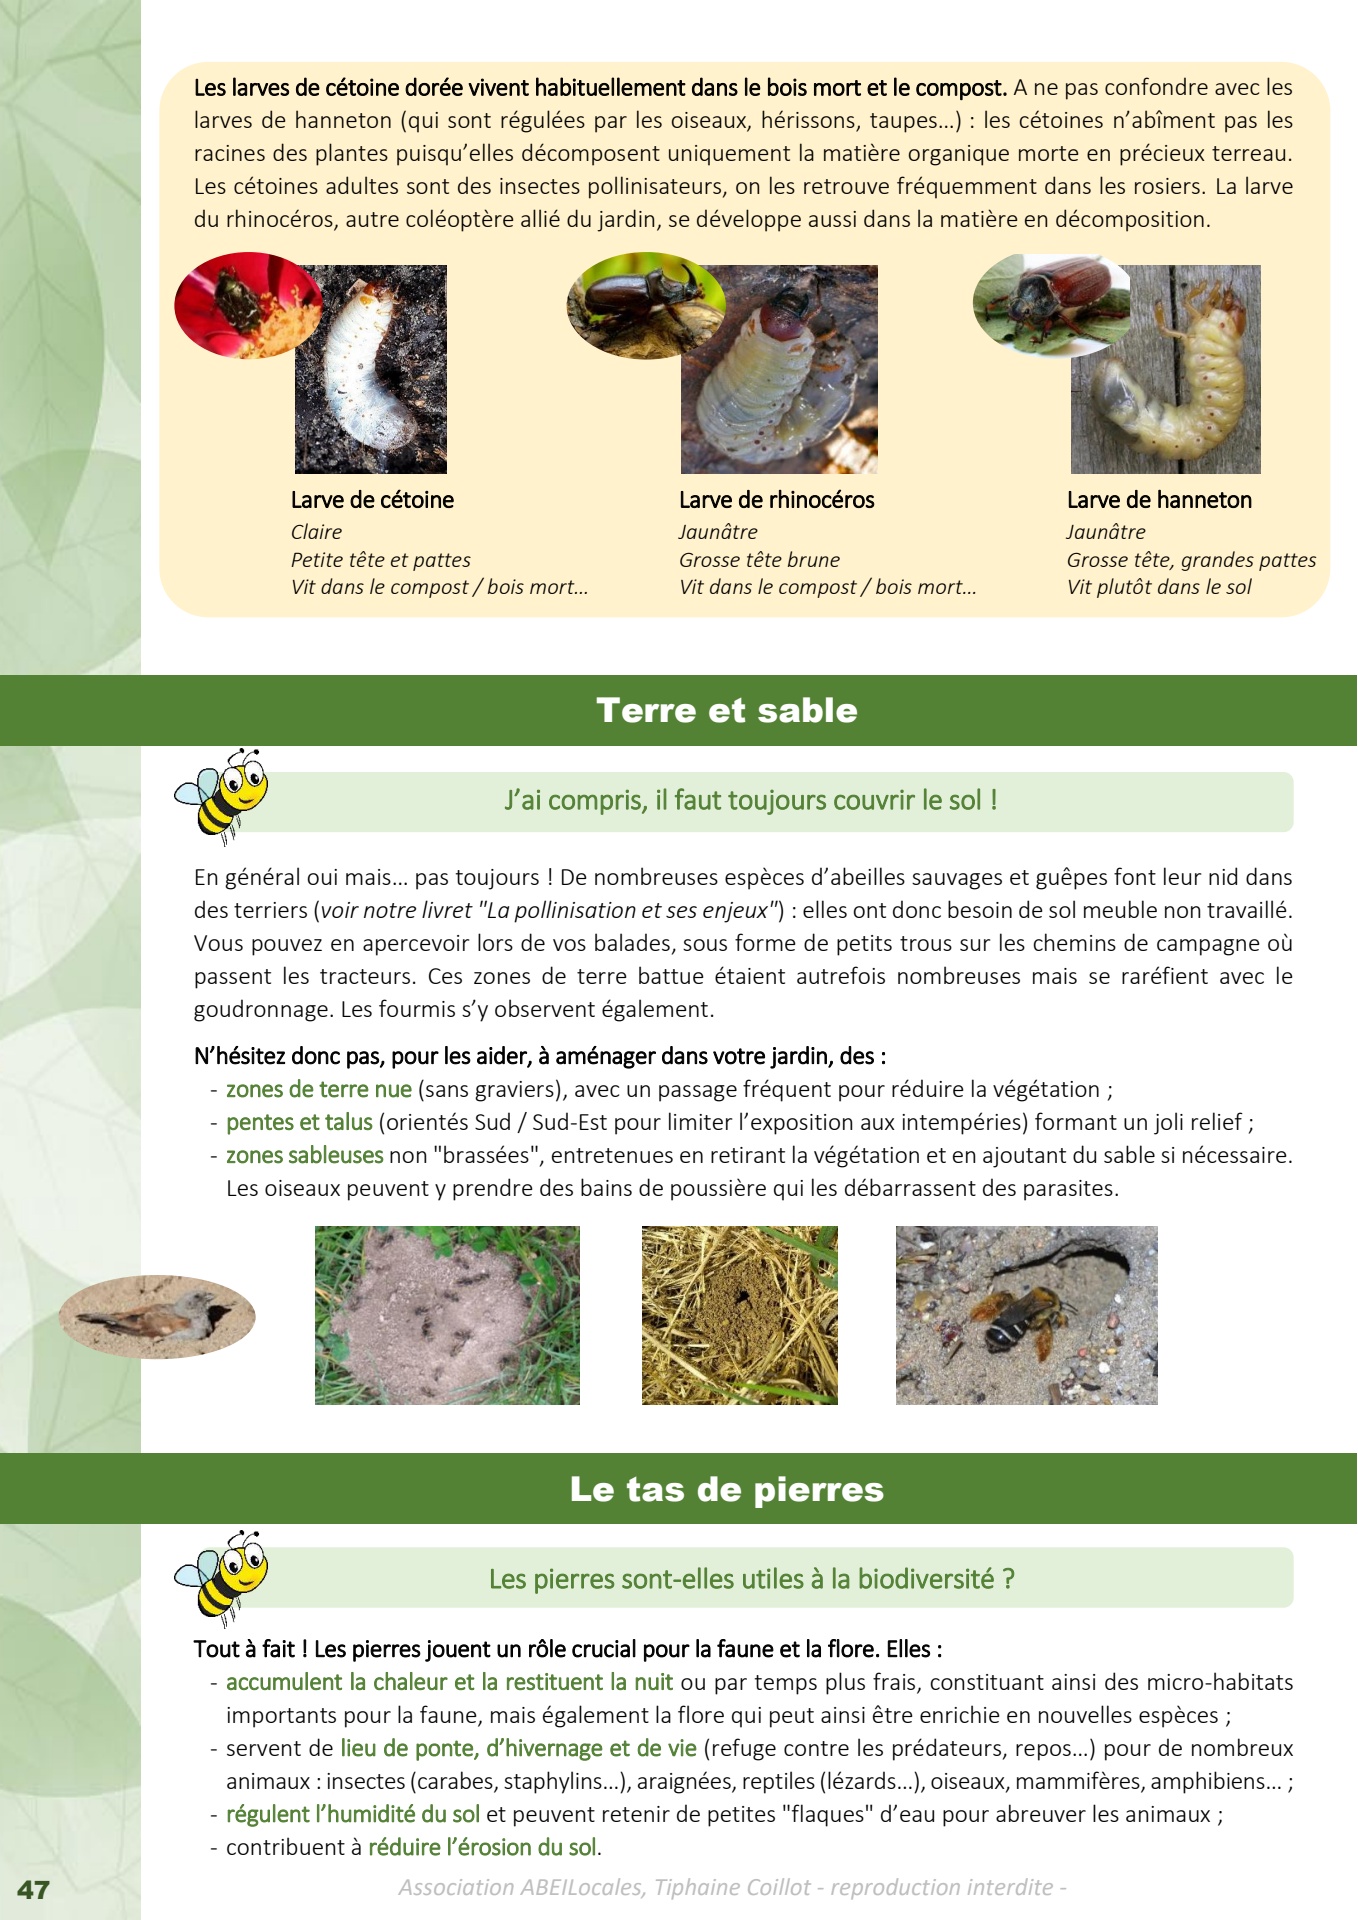 Les larves de cétoine dorée vivent habituellement dans le bois mort et le compost. A ne pas confondre avec les
larves de hanneton (qui sont régulées par les oiseaux, hérissons, taupes...) : les cétoines n’abîment pas les
racines des plantes puisqu’elles décomposent uniquement la matière organique morte en précieux terreau.
Les cétoines adultes sont des insectes pollinisateurs, on les retrouve fréquemment dans les rosiers. La larve
du rhinocéros, autre coléoptère allié du jardin, se développe aussi dans la matière en décomposition.
Larve de cétoine
Claire
Petite tête et pattes
Vit dans le compost / bois mort...
Larve de rhinocéros
Jaunâtre
Grosse tête brune
Vit dans le compost / bois mort...
Larve de hanneton
Jaunâtre
Grosse tête, grandes pattes
Vit plutôt dans le sol
Terre et sable
J’ai compris, il faut toujours couvrir le sol !
En général oui mais... pas toujours ! De nombreuses espèces d’abeilles sauvages et guêpes font leur nid dans
des terriers (voir notre livret "La pollinisation et ses enjeux") : elles ont donc besoin de sol meuble non travaillé.
Vous pouvez en apercevoir lors de vos balades, sous forme de petits trous sur les chemins de campagne où
passent les tracteurs. Ces zones de terre battue étaient autrefois nombreuses mais se raréfient avec le
goudronnage. Les fourmis s’y observent également.
N’hésitez donc pas, pour les aider, à aménager dans votre jardin, des :
- zones de terre nue (sans graviers), avec un passage fréquent pour réduire la végétation ;
- pentes et talus (orientés Sud / Sud-Est pour limiter l’exposition aux intempéries) formant un joli relief ;
- zones sableuses non "brassées", entretenues en retirant la végétation et en ajoutant du sable si nécessaire.
Les oiseaux peuvent y prendre des bains de poussière qui les débarrassent des parasites.
Le tas de pierres
Les pierres sont-elles utiles à la biodiversité ?
Tout à fait ! Les pierres jouent un rôle crucial pour la faune et la flore. Elles :
- accumulent la chaleur et la restituent la nuit ou par temps plus frais, constituant ainsi des micro-habitats
importants pour la faune, mais également la flore qui peut ainsi être enrichie en nouvelles espèces ;
- servent de lieu de ponte, d’hivernage et de vie (refuge contre les prédateurs, repos...) pour de nombreux
animaux : insectes (carabes, staphylins...), araignées, reptiles (lézards...), oiseaux, mammifères, amphibiens... ;
- régulent l’humidité du sol et peuvent retenir de petites "flaques" d’eau pour abreuver les animaux ;
- contribuent à réduire l’érosion du sol.
47
Association ABEILocales, Tiphaine Coillot - reproduction interdite -